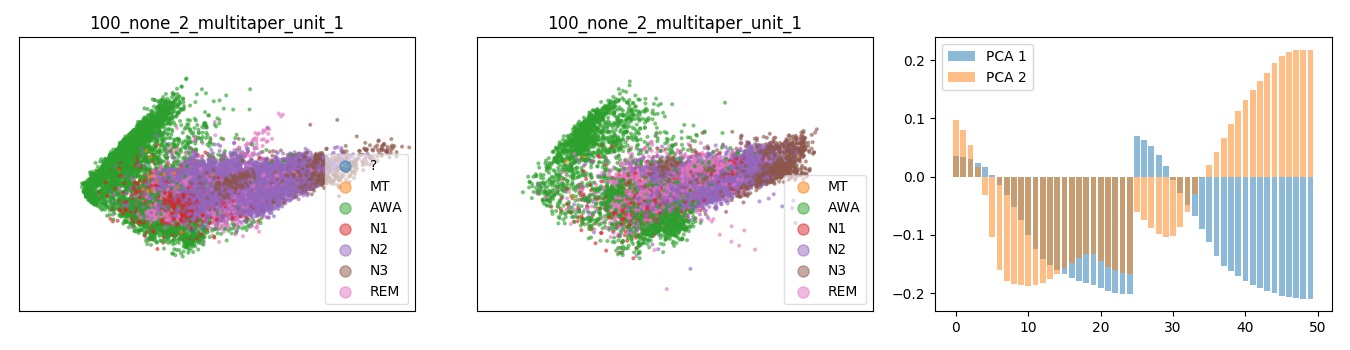 100_none_2_multitaper_unit_1
?
MT
AWA
N1
N2
N3
REM
100_none_2_multitaper_unit_1
MT
AWA
N1
N2
N3
REM
PCA 1
PCA 2
0.2
0.1
0.0
−0.1
−0.2
0 10 20 30 40 50